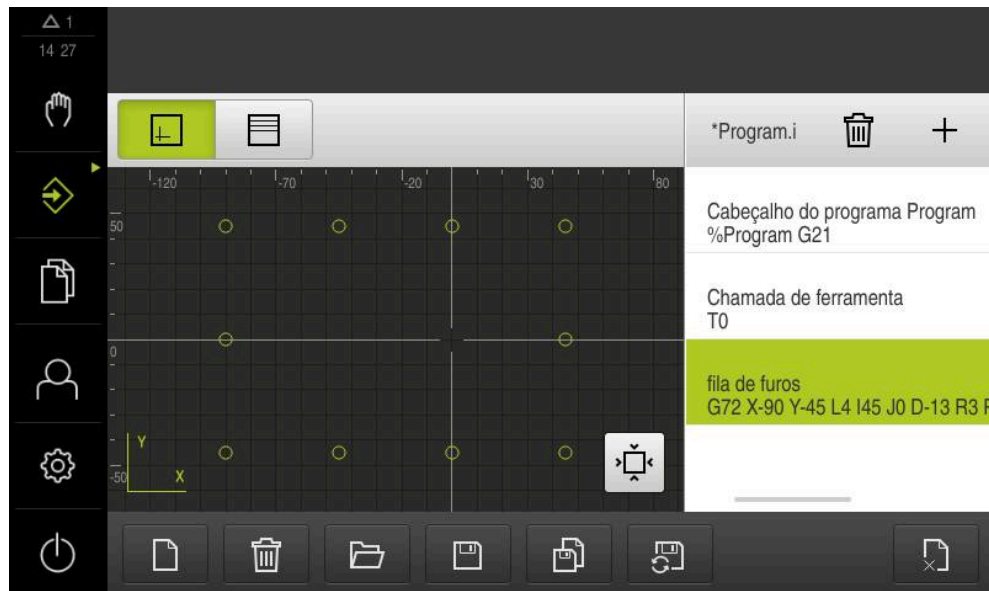 1
14 27
*Program.i
-120 -70 -20 30 80
50
0
-50
Y
X
Cabeçalho do programa Program
%Program G21
Chamada de ferramenta
T0
fila de furos
G72 X-90 Y-45 L4 I45 J0 D-13 R3